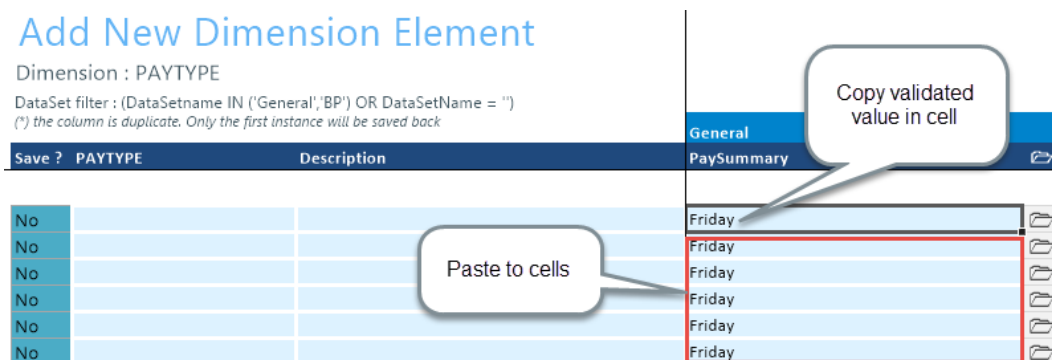 Add New Dimension Element
Dimension : PAYTYPE
DataSet filter : (DataSetname IN ('General','BP') OR DataSetName = '')
(*) the column is duplicate. Only the first instance will be saved back
Copy validated
value in cell
General
Save ? PAYTYPE Description PaySummary
No Friday
No Friday
Paste to cells
No Friday
No Friday
No Friday
No Friday